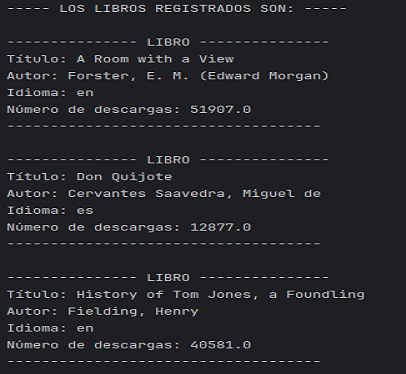 ----- LOS LIBROS REGISTRADOS SON: -----
--------------- LIBRO ---------------
Título: A Room with a View
Autor: Forster, E. M. (Edward Morgan)
Idioma: en
Número de descargas: 51907.0
------------------------------------
--------------- LIBRO ---------------
Título: Don Quijote
Autor: Cervantes Saavedra, Miguel de
Idioma: es
Número de descargas: 12877.0
------------------------------------
--------------- LIBRO ---------------
Título: History of Tom Jones, a Foundling
Autor: Fielding, Henry
Idioma: en
Número de descargas: 40581.0
------------------------------------